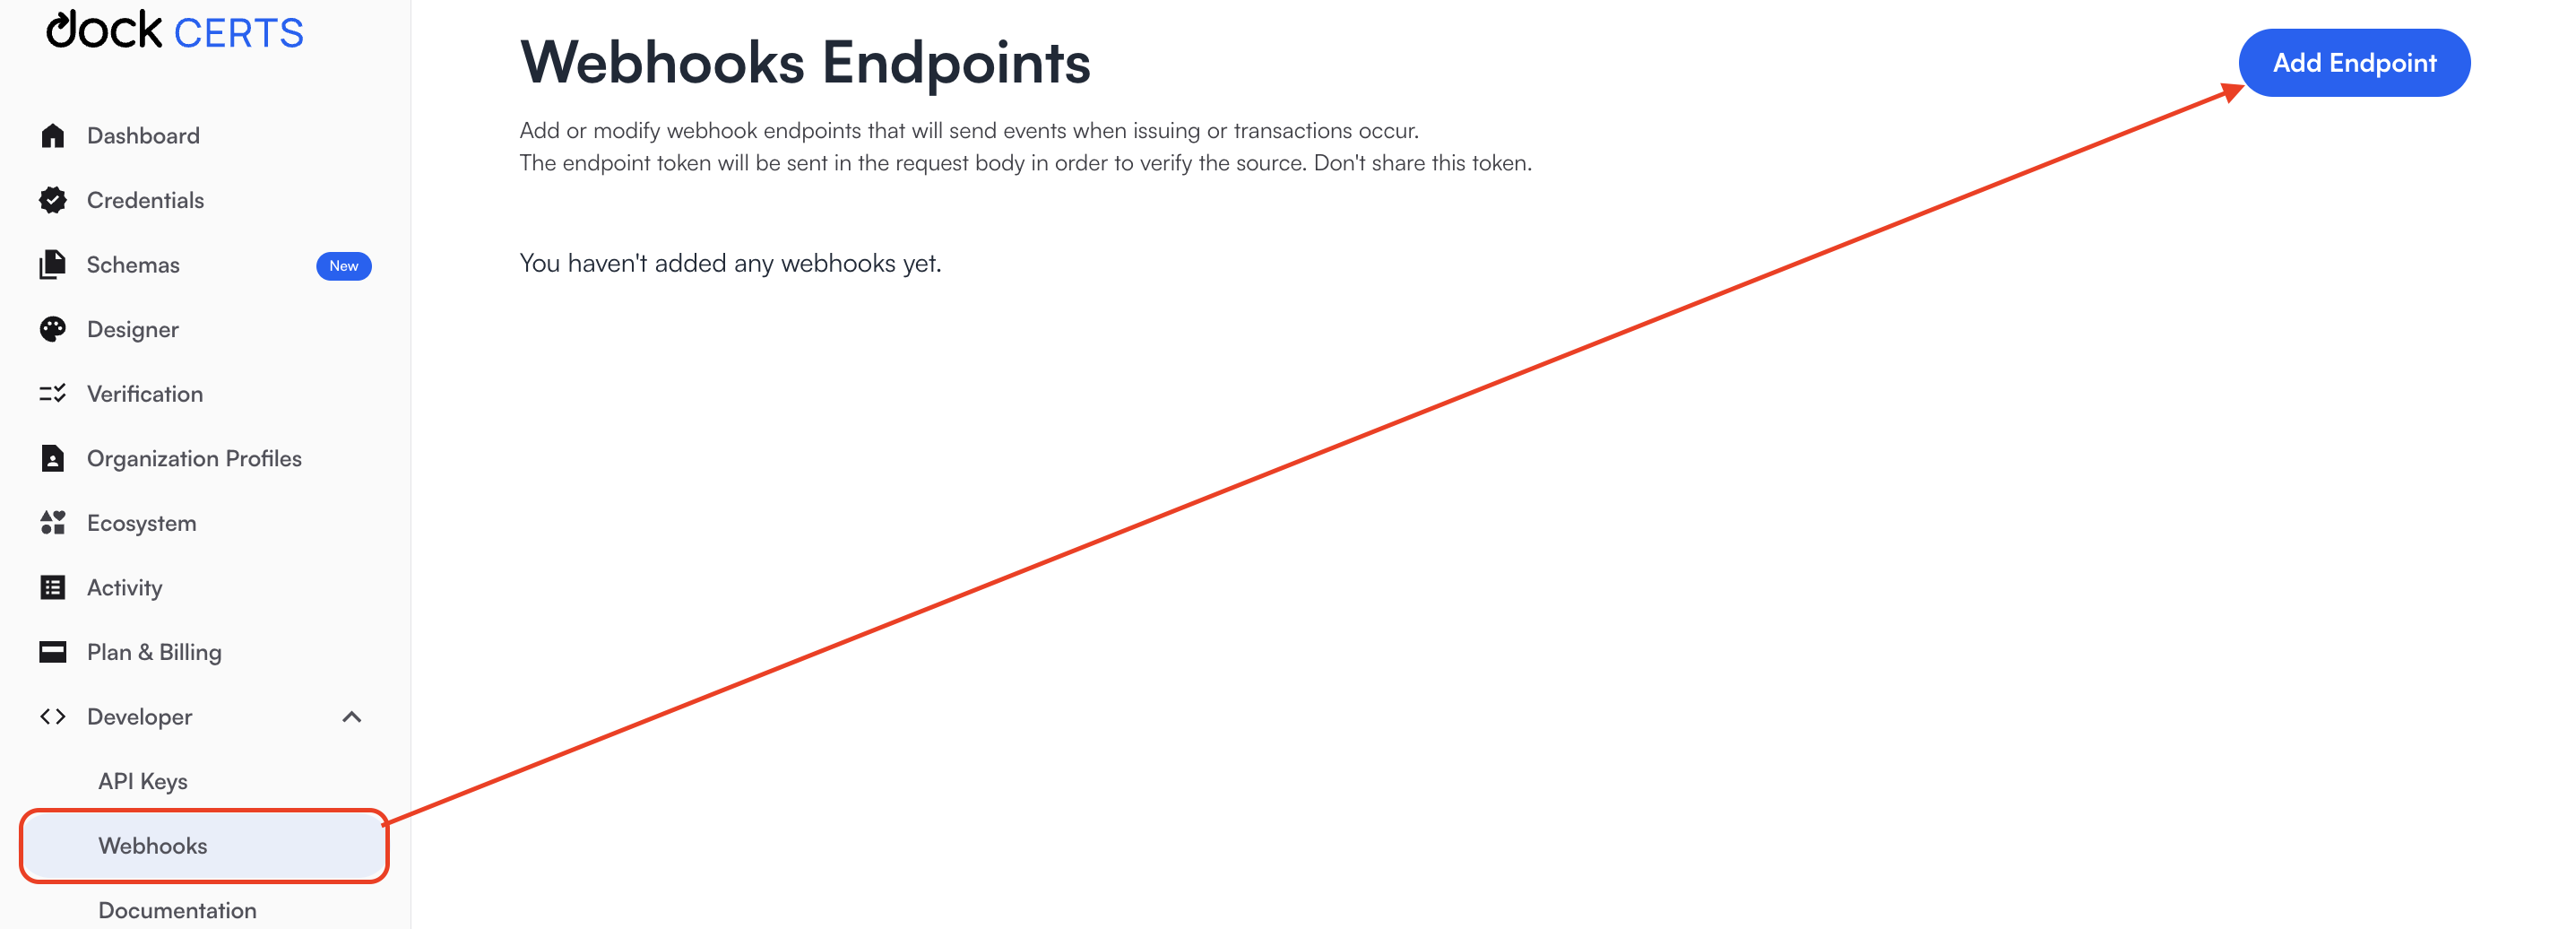 dock CERTS
Dashboard
Credentials
Schemas
New
Designer
Verification
Organization Profiles
Ecosystem
Activity
Plan & Billing
Developer
API Keys
Webhooks
Documentation
Webhooks Endpoints
Add Endpoint
Add or modify webhook endpoints that will send events when issuing or transactions occur.
The endpoint token will be sent in the request body in order to verify the source. Don't share this token.
You haven't added any webhooks yet.